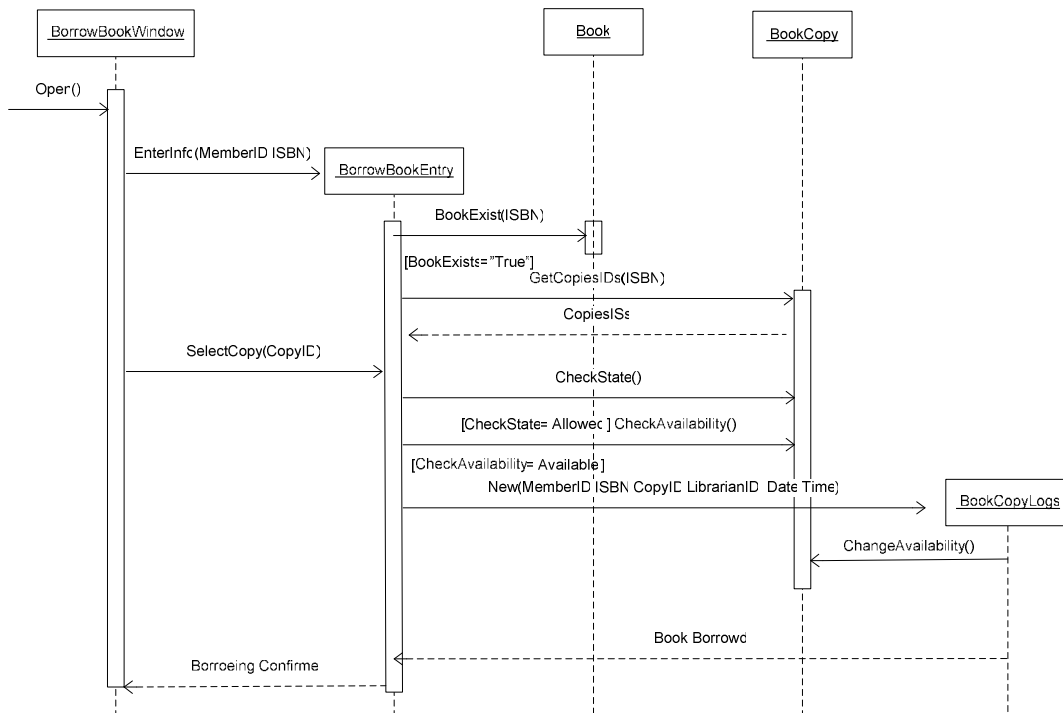 BorrowBookWindow
Book
BookCopy
Open()
EnterInfo(MemberID ISBN)
BorrowBookEntry
BookExist(ISBN)
[BookExists="True"]
GetCopiesIDs(ISBN)
CopiesISs
SelectCopy(CopyID)
CheckState()
[CheckState= Allowed ] CheckAvailability()
[CheckAvailability= Available]
New(MemberID ISBN CopyID LibrarianID Date Time)
BookCopyLogs
ChangeAvailability()
Book Borrowd
Borroeing Confirme